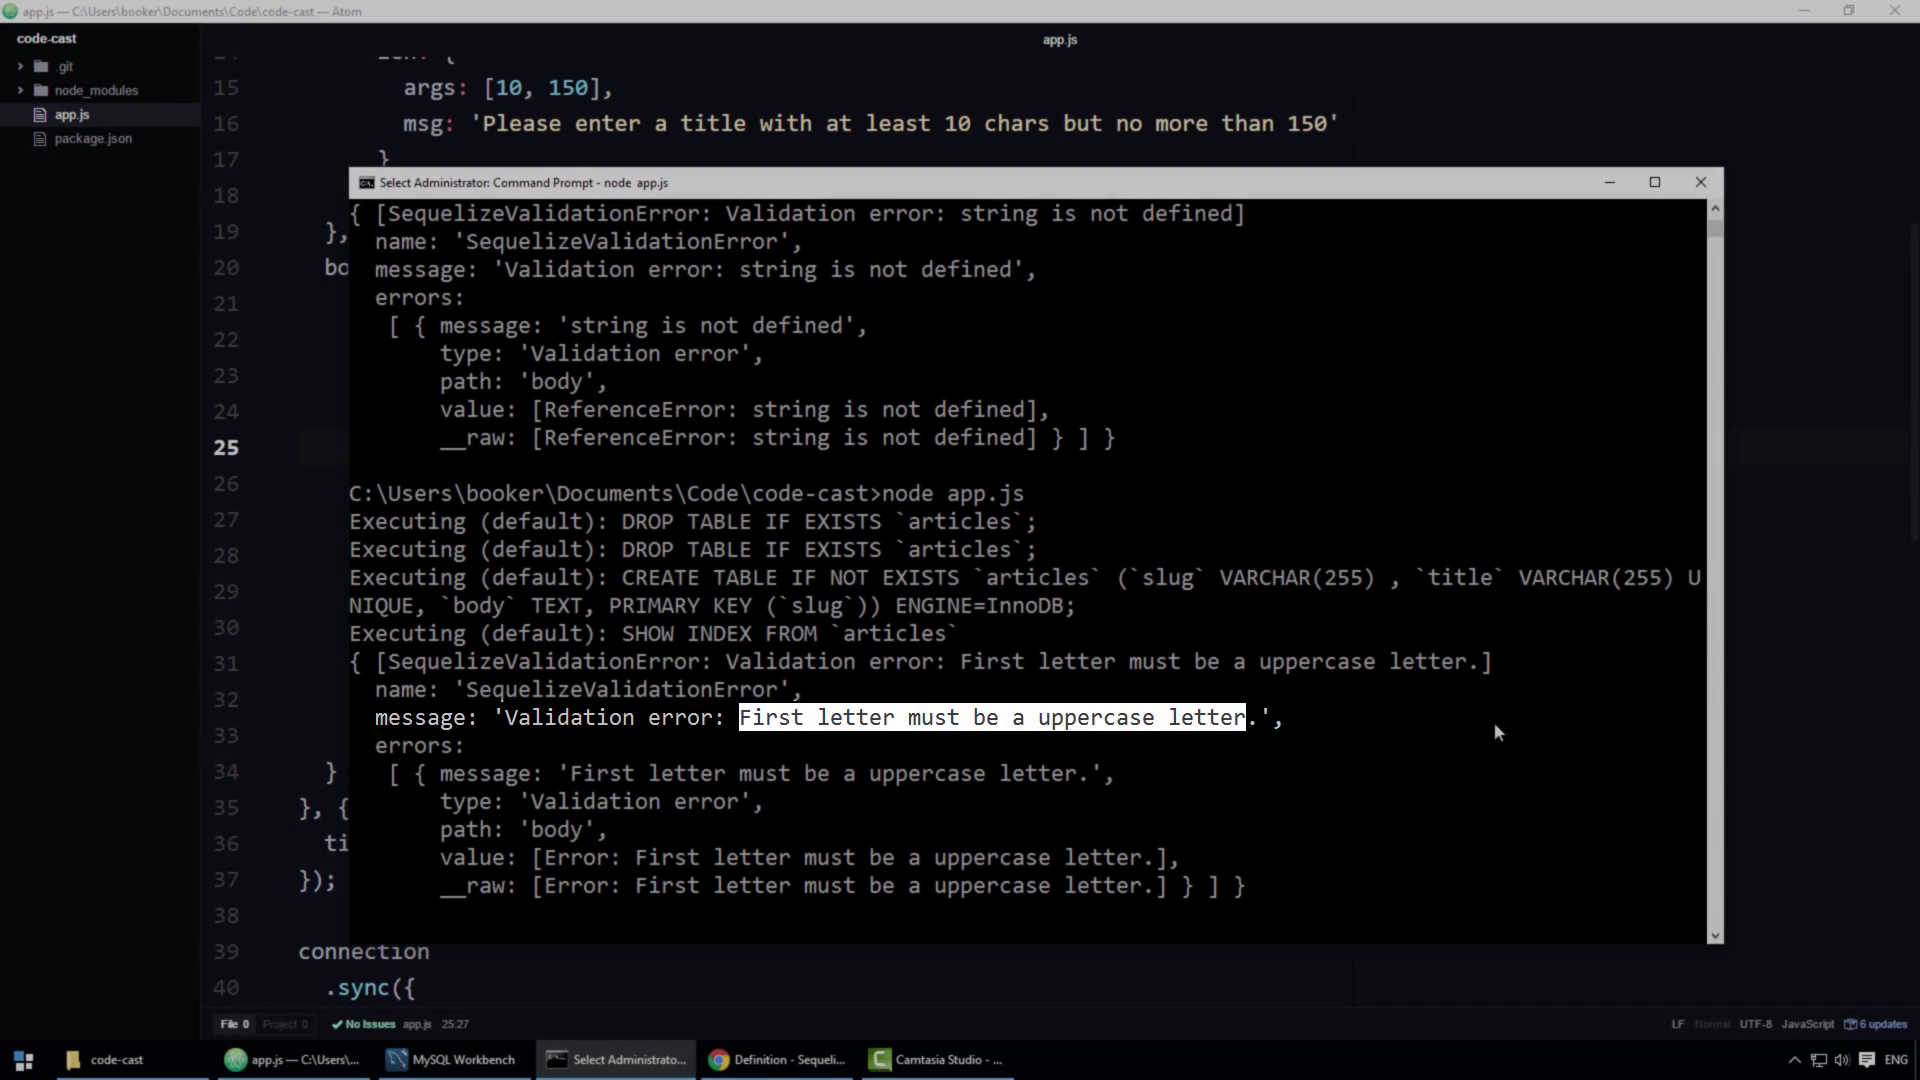 app.js — C:\Users\booker\Documents\Code\code-cast — Atom
code-cast
app.js
.git
node_modules
app.js
package.json
15 args: [10, 150],
16 msg: 'Please enter a title with at least 10 chars but no more than 150'
17 }
18
19 },
20 bo
21
22
23
24
25
26
27
28
29
30
31
32
33
34 }
35 }, {
36 ti
37 });
38
39 connection
40 .sync({
Select Administrator: Command Prompt - node app.js
{ [SequelizeValidationError: Validation error: string is not defined]
name: 'SequelizeValidationError',
message: 'Validation error: string is not defined',
errors:
[ { message: 'string is not defined',
type: 'Validation error',
path: 'body',
value: [ReferenceError: string is not defined],
__raw: [ReferenceError: string is not defined] } ] }
C:\Users\booker\Documents\Code\code-cast>node app.js
Executing (default): DROP TABLE IF EXISTS `articles`;
Executing (default): DROP TABLE IF EXISTS `articles`;
Executing (default): CREATE TABLE IF NOT EXISTS `articles` (`slug` VARCHAR(255) , `title` VARCHAR(255) U
NIQUE, `body` TEXT, PRIMARY KEY (`slug`)) ENGINE=InnoDB;
Executing (default): SHOW INDEX FROM `articles`
{ [SequelizeValidationError: Validation error: First letter must be a uppercase letter.]
name: 'SequelizeValidationError',
message: 'Validation error: First letter must be a uppercase letter.',
errors:
[ { message: 'First letter must be a uppercase letter.',
type: 'Validation error',
path: 'body',
value: [Error: First letter must be a uppercase letter.],
__raw: [Error: First letter must be a uppercase letter.] } ] }
File 0 Project 0 No Issues app.js 25:27
LF Normal UTF-8 JavaScript 6 updates
code-cast
app.js — C:\Users\...
MySQL Workbench
Select Administrato...
Definition - Sequeli...
Camtasia Studio - ...
ENG